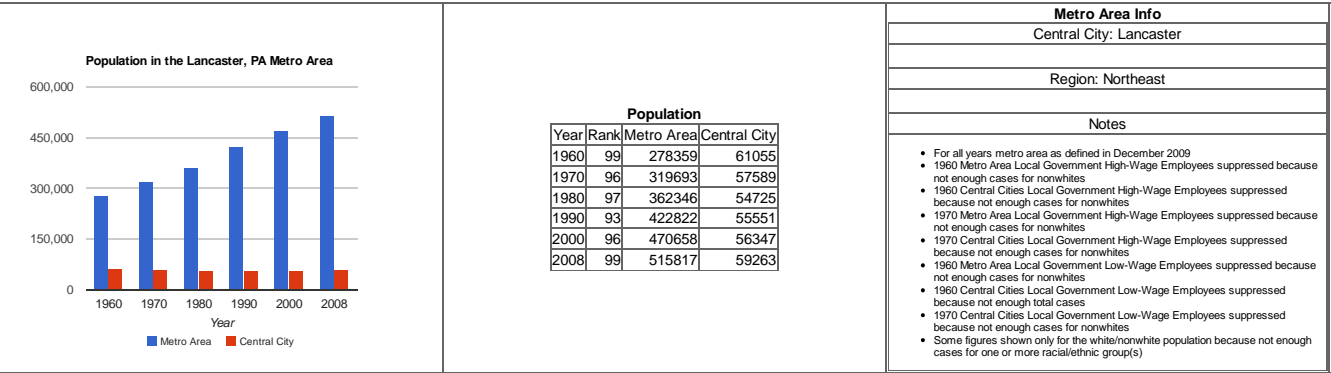 Population in the Lancaster, PA Metro Area
600,000
450,000
300,000
150,000
0
1960 1970 1980 1990 2000 2008
Year
Metro Area Central City
Population
Year Rank Metro Area Central City
1960 99 278359 61055
1970 96 319693 57589
1980 97 362346 54725
1990 93 422822 55551
2000 96 470658 56347
2008 99 515817 59263
Metro Area Info
Central City: Lancaster
Region: Northeast
Notes
• For all years metro area as defined in December 2009
• 1960 Metro Area Local Government High-Wage Employees suppressed because
not enough cases for nonwhites
• 1960 Central Cities Local Government High-Wage Employees suppressed
because not enough cases for nonwhites
• 1970 Metro Area Local Government High-Wage Employees suppressed because
not enough cases for nonwhites
• 1970 Central Cities Local Government High-Wage Employees suppressed
because not enough cases for nonwhites
• 1960 Metro Area Local Government Low-Wage Employees suppressed because
not enough cases for nonwhites
• 1960 Central Cities Local Government Low-Wage Employees suppressed
because not enough total cases
• 1970 Central Cities Local Government Low-Wage Employees suppressed
because not enough cases for nonwhites
• Some figures shown only for the white/nonwhite population because not enough
cases for one or more racial/ethnic group(s)